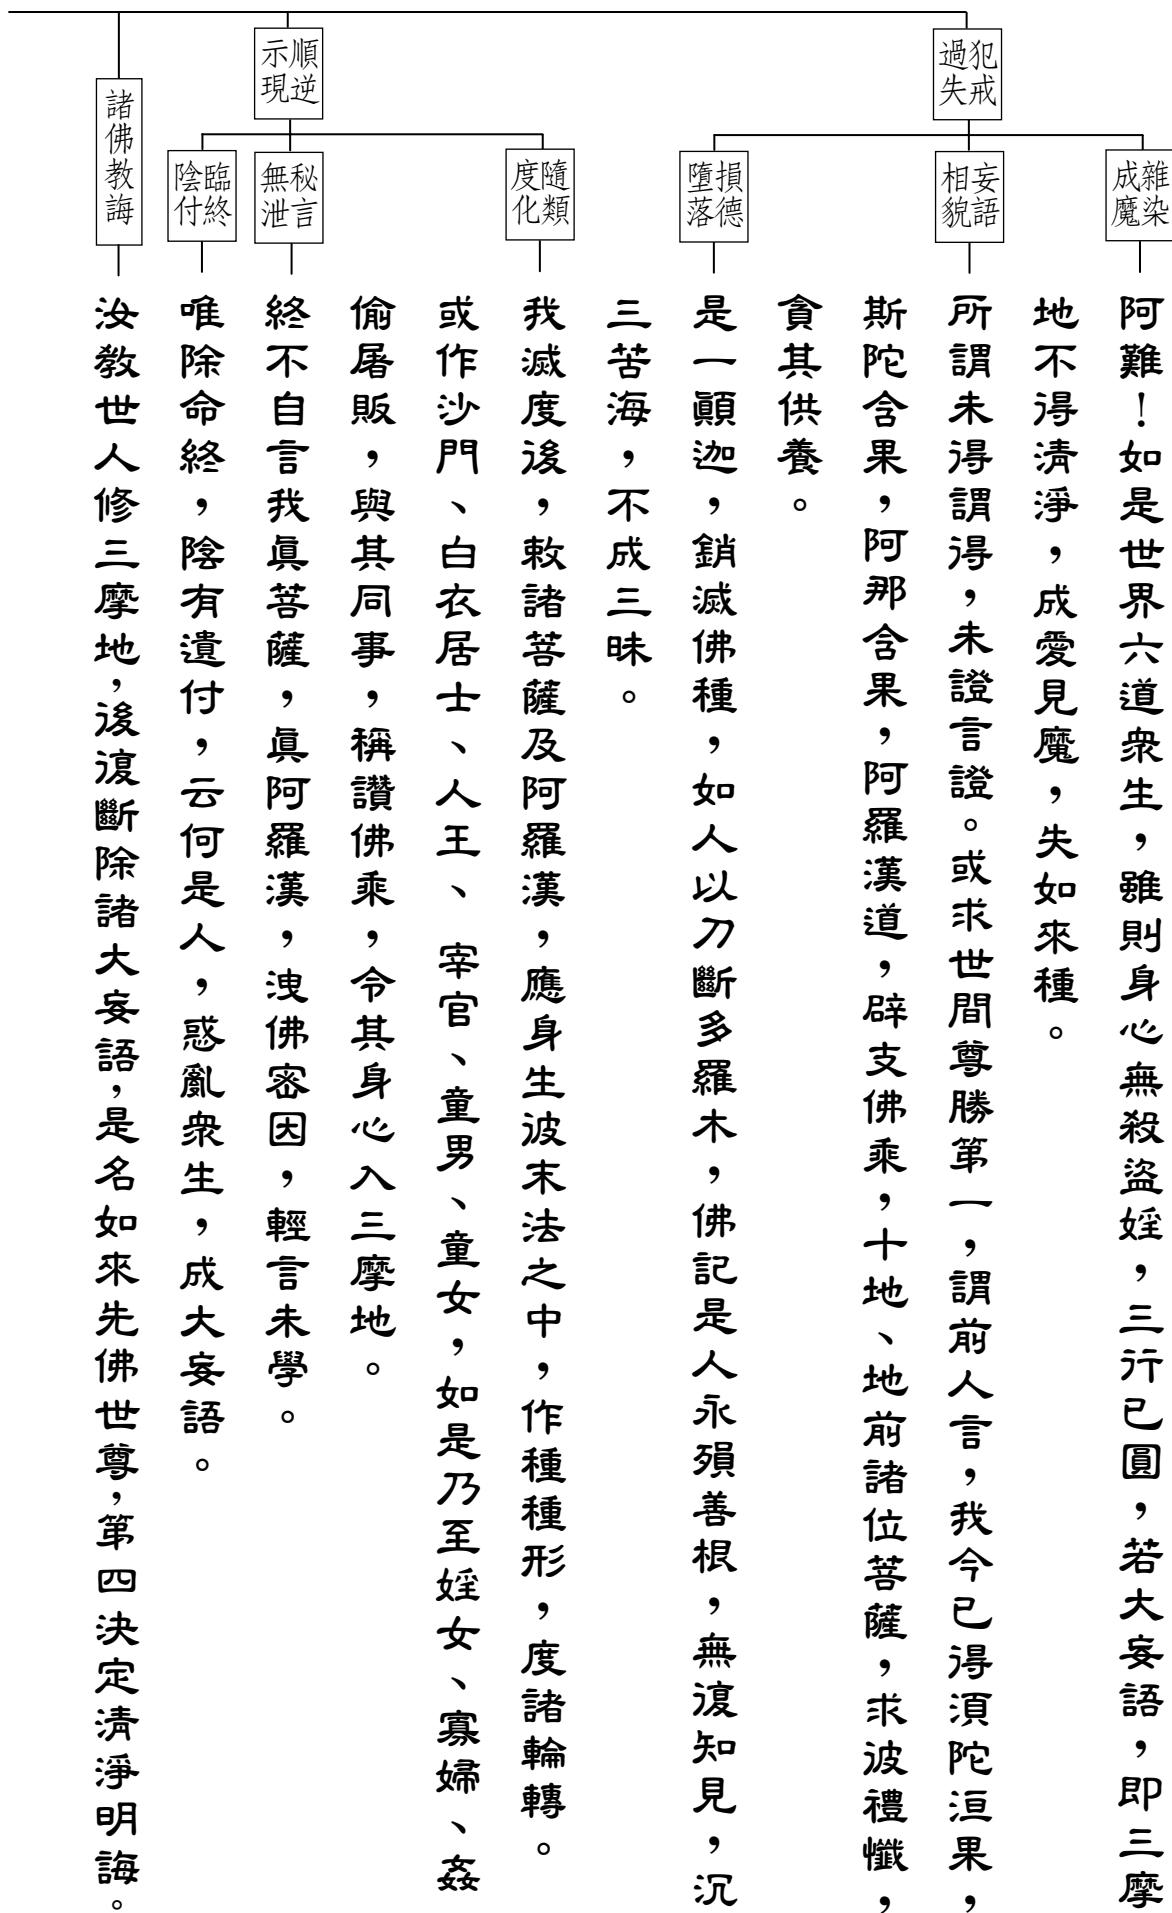 犯戒過失
雜染成魔
阿難！如是世界六道眾生，雖則身心無殺盜婬，三行已圓，若大妄語，即三摩
地不得清淨，成愛見魔，失如來種。
妄語相貌
所謂未得謂得，未證言證。或求世間尊勝第一，謂前人言，我今已得須陀洹果，
斯陀含果，阿那含果，阿羅漢道，辟支佛乘，十地、地前諸位菩薩，求彼禮懺，
貪其供養。
損德墮落
是一顛迦，銷滅佛種，如人以刀斷多羅木，佛記是人永殞善根，無復知見，沉
三苦海，不成三昧。
順逆示現
隨類度化
我滅度後，敕諸菩薩及阿羅漢，應身生彼末法之中，作種種形，度諸輪轉。
或作沙門、白衣居士、人王、宰官、童男、童女，如是乃至婬女、寡婦、姦
偷屠販，與其同事，稱讚佛乘，令其身心入三摩地。
秘言無泄
終不自言我真菩薩，真阿羅漢，洩佛密因，輕言未學。
臨終陰付
唯除命終，陰有遺付，云何是人，惑亂眾生，成大妄語。
諸佛教誨
汝教世人修三摩地，後復斷除諸大妄語，是名如來先佛世尊，第四決定清淨明誨。